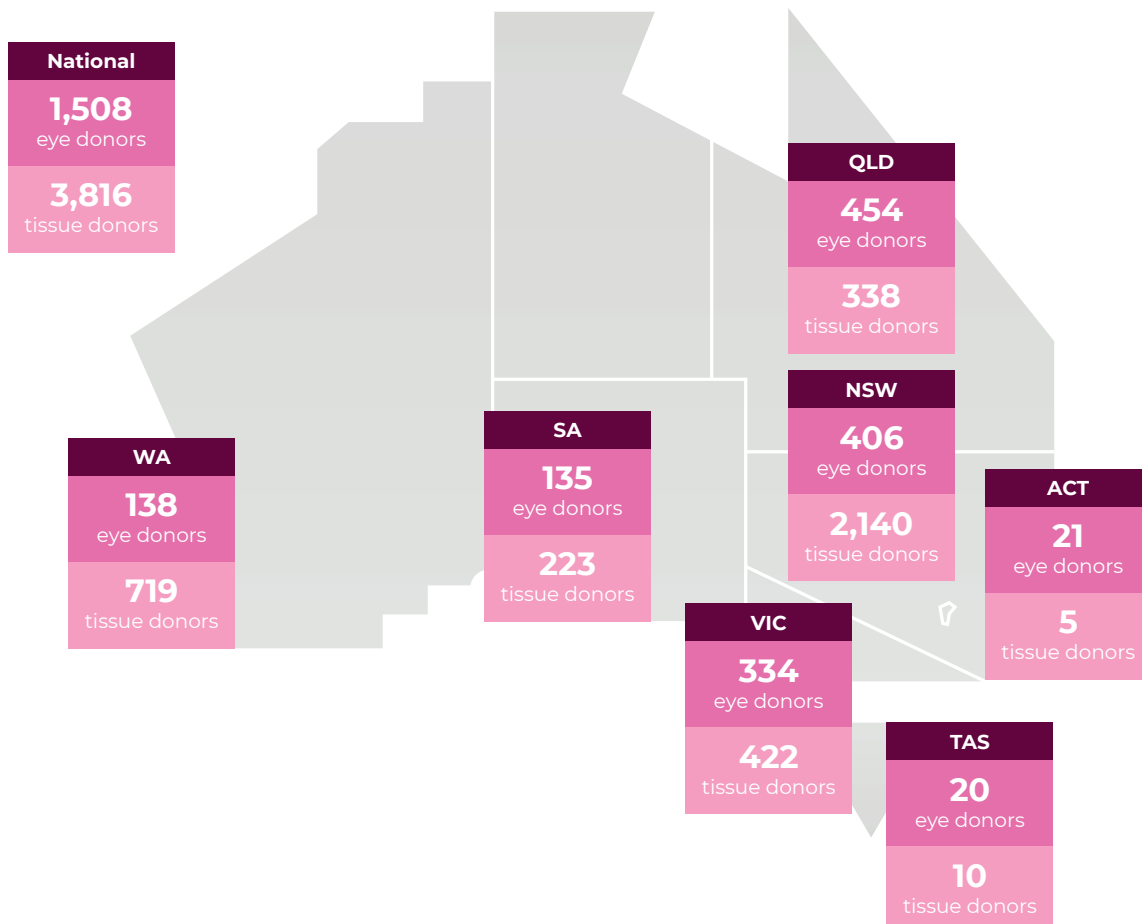 National
1,508
eye donors
3,816
tissue donors
QLD
454
eye donors
338
tissue donors
NSW
406
eye donors
2,140
tissue donors
SA
135
eye donors
223
tissue donors
WA
138
eye donors
719
tissue donors
ACT
21
eye donors
5
tissue donors
VIC
334
eye donors
422
tissue donors
TAS
20
eye donors
10
tissue donors